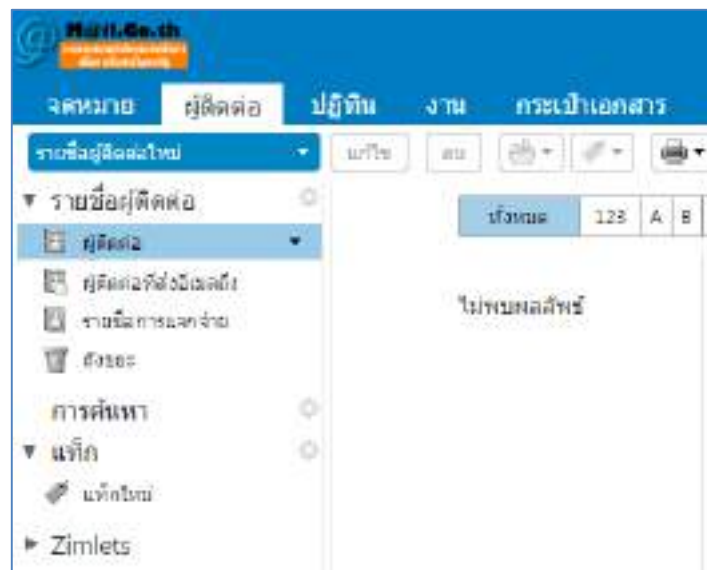 Mail.Go.th
จดหมาย ผู้ติดต่อ ปฏิทิน งาน กระเป๋าเอกสาร
รายชื่อผู้ติดต่อใหม่ แก้ไข ลบ
รายชื่อผู้ติดต่อ
ทั้งหมด 123 A B
ผู้ติดต่อ
ผู้ติดต่อที่ส่งอีเมลถึง
ไม่พบผลลัพธ์
รายชื่อการแจกจ่าย
ถังขยะ
การค้นหา
แท็ก
แท็กใหม่
Zimlets